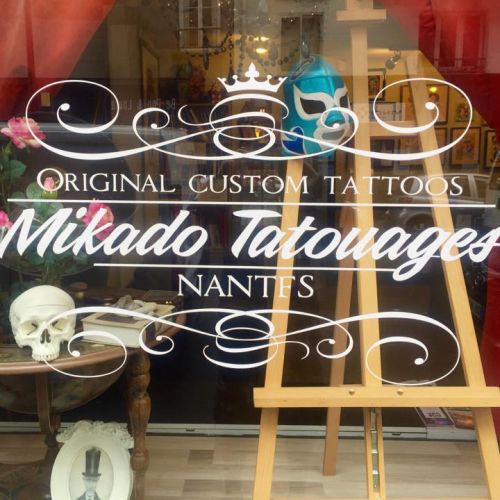 ORIGINAL CUSTOM TATTOOS
Mikado Tatouages
NANTES